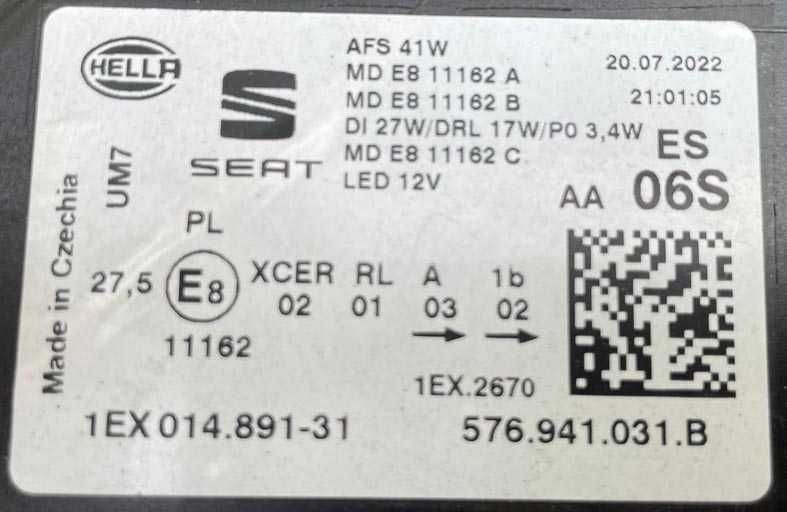 HELLA
SEAT
AFS 41W
MD E8 11162 A
MD E8 11162 B
DI 27W/DRL 17W/PO 3,4W
MD E8 11162 C
LED 12V
20.07.2022
21:01:05
ES
AA 06S
UM7
Made in Czechia
PL
27,5 E8 XCER RL A 1b
02 01 03 02
11162
1EX.2670
1EX 014.891-31 576.941.031.B